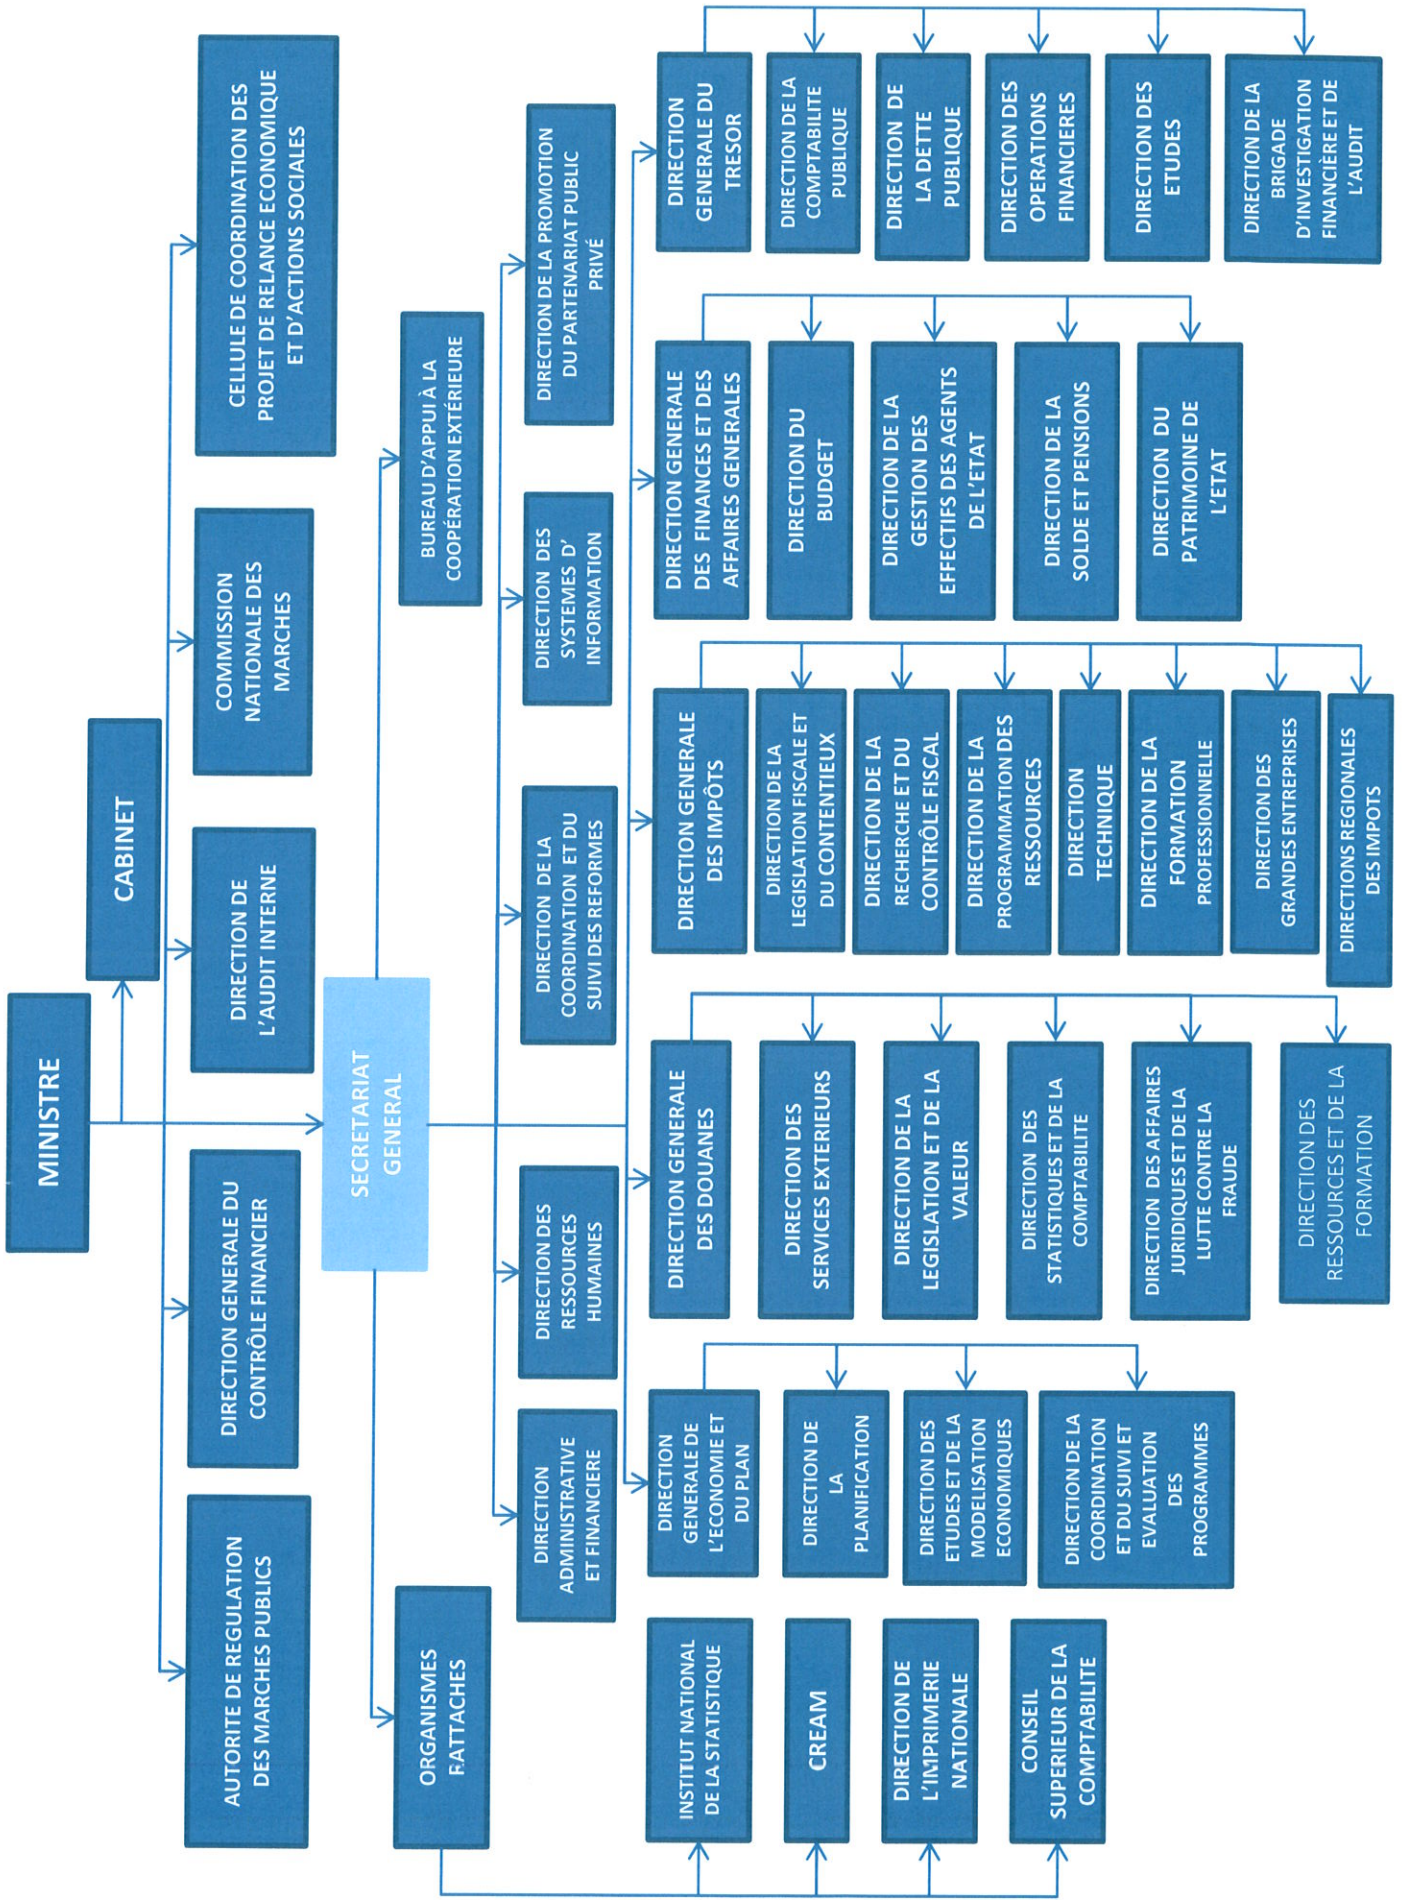 MINISTRE
CABINET
AUTORITE DE REGULATION
DES MARCHES PUBLICS
DIRECTION GENERALE DU
CONTRÔLE FINANCIER
DIRECTION DE
L'AUDIT INTERNE
COMMISSION
NATIONALE DES
MARCHES
CELLULE DE COORDINATION DES
PROJET DE RELANCE ECONOMIQUE
ET D'ACTIONS SOCIALES
SECRETARIAT
GENERAL
ORGANISMES
RATTACHES
BUREAU D'APPUI À LA
COOPÉRATION EXTÉRIEURE
DIRECTION
ADMINISTRATIVE
ET FINANCIERE
DIRECTION DES
RESSOURCES
HUMAINES
DIRECTION DE LA
COORDINATION ET DU
SUIVI DES REFORMES
DIRECTION DES
SYSTEMES D'
INFORMATION
DIRECTION DE LA PROMOTION
DU PARTENARIAT PUBLIC
PRIVÉ
INSTITUT NATIONAL
DE LA STATISTIQUE
CREAM
DIRECTION DE
L'IMPRIMERIE
NATIONALE
CONSEIL
SUPERIEUR DE LA
COMPTABILITE
DIRECTION
GENERALE DE
L'ECONOMIE ET
DU PLAN
DIRECTION DE
LA
PLANIFICATION
DIRECTION DES
ETUDES ET DE LA
MODELISATION
ECONOMIQUES
DIRECTION DE LA
COORDINATION
ET DU SUIVI ET
EVALUATION
DES
PROGRAMMES
DIRECTION GENERALE
DES DOUANES
DIRECTION DES
SERVICES EXTERIEURS
DIRECTION DE LA
LEGISLATION ET DE LA
VALEUR
DIRECTION DES
STATISTIQUES ET DE LA
COMPTABILITE
DIRECTION DES AFFAIRES
JURIDIQUES ET DE LA
LUTTE CONTRE LA
FRAUDE
DIRECTION DES
RESSOURCES ET DE LA
FORMATION
DIRECTION GENERALE
DES IMPÔTS
DIRECTION DE LA
LEGISLATION FISCALE ET
DU CONTENTIEUX
DIRECTION DE LA
RECHERCHE ET DU
CONTRÔLE FISCAL
DIRECTION DE LA
PROGRAMMATION DES
RESSOURCES
DIRECTION
TECHNIQUE
DIRECTION DE LA
FORMATION
PROFESSIONNELLE
DIRECTION DES
GRANDES ENTREPRISES
DIRECTIONS REGIONALES
DES IMPOTS
DIRECTION GENERALE
DES FINANCES ET DES
AFFAIRES GENERALES
DIRECTION DU
BUDGET
DIRECTION DE LA
GESTION DES
EFFECTIFS DES AGENTS
DE L'ETAT
DIRECTION DE LA
SOLDE ET PENSIONS
DIRECTION DU
PATRIMOINE DE
L'ETAT
DIRECTION
GENERALE DU
TRESOR
DIRECTION DE LA
COMPTABILITE
PUBLIQUE
DIRECTION DE
LA DETTE
PUBLIQUE
DIRECTION DES
OPERATIONS
FINANCIERES
DIRECTION DES
ETUDES
DIRECTION DE LA
BRIGADE
D'INVESTIGATION
FINANCIÈRE ET DE
L'AUDIT